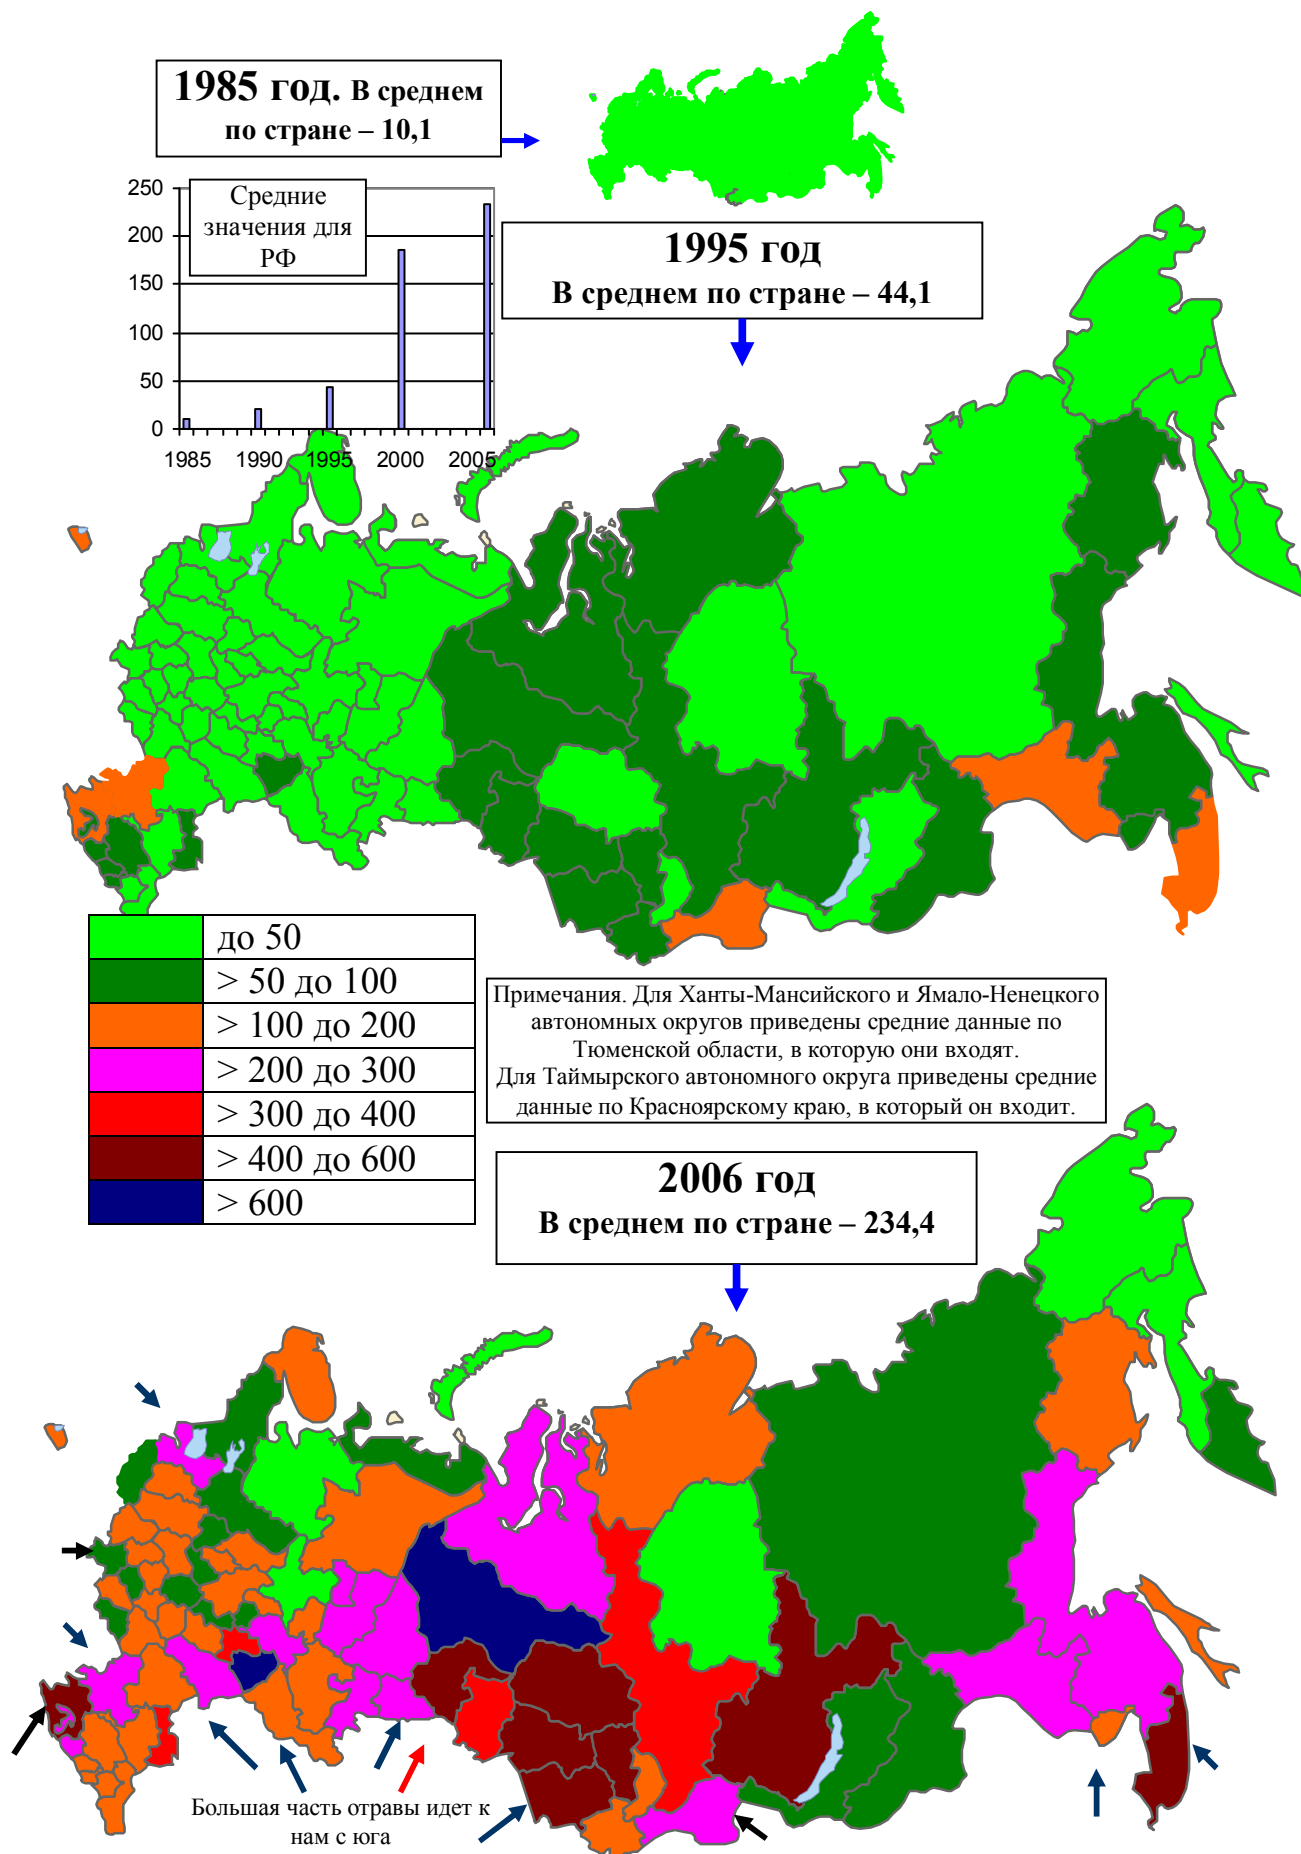 1985 год. В среднем
по стране – 10,1
Средние
значения для
РФ
250
200
150
100
50
0
1985 1990 1995 2000 2005
1995 год
В среднем по стране – 44,1
до 50
> 50 до 100
> 100 до 200
> 200 до 300
> 300 до 400
> 400 до 600
> 600
Примечания. Для Ханты-Мансийского и Ямало-Ненецкого
автономных округов приведены средние данные по
Тюменской области, в которую они входят.
Для Таймырского автономного округа приведены средние
данные по Красноярскому краю, в который он входит.
2006 год
В среднем по стране – 234,4
Большая часть отравы идет к
нам с юга